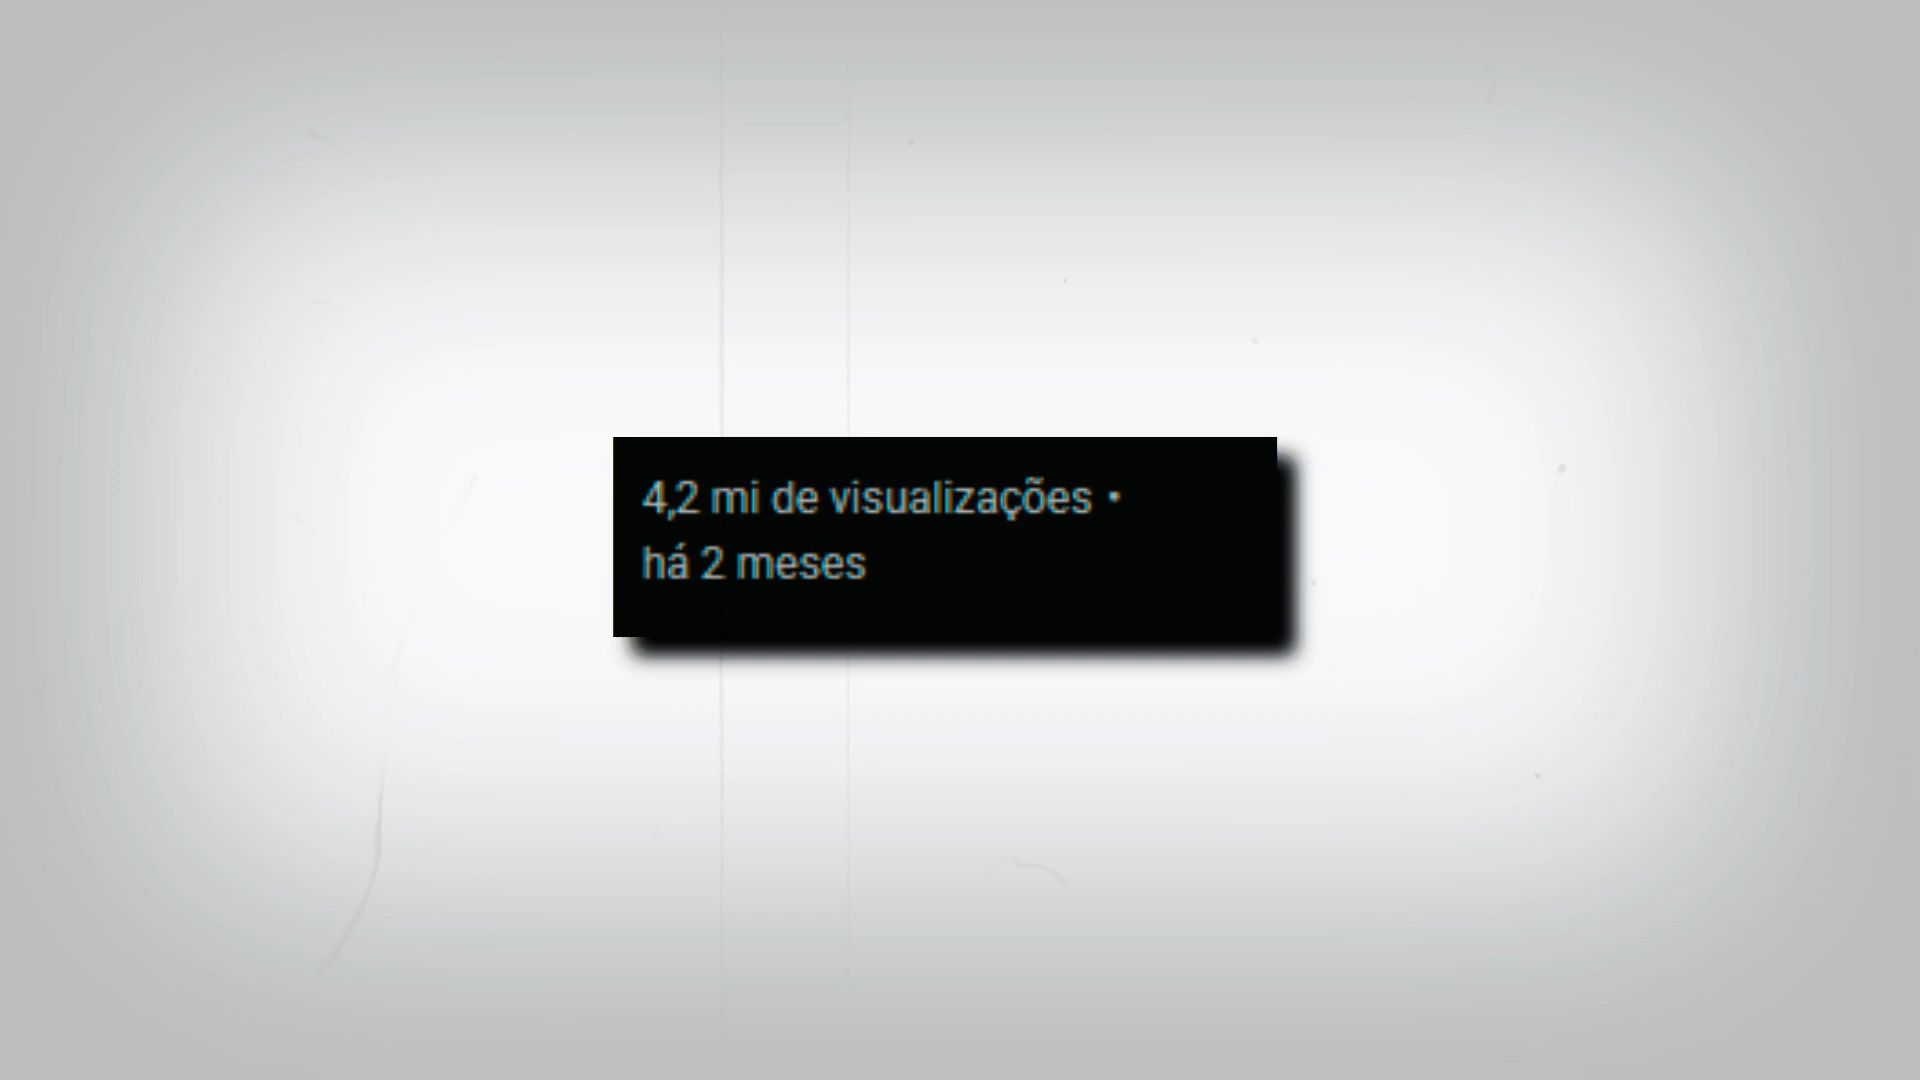 4,2 mi de visualizações •
há 2 meses